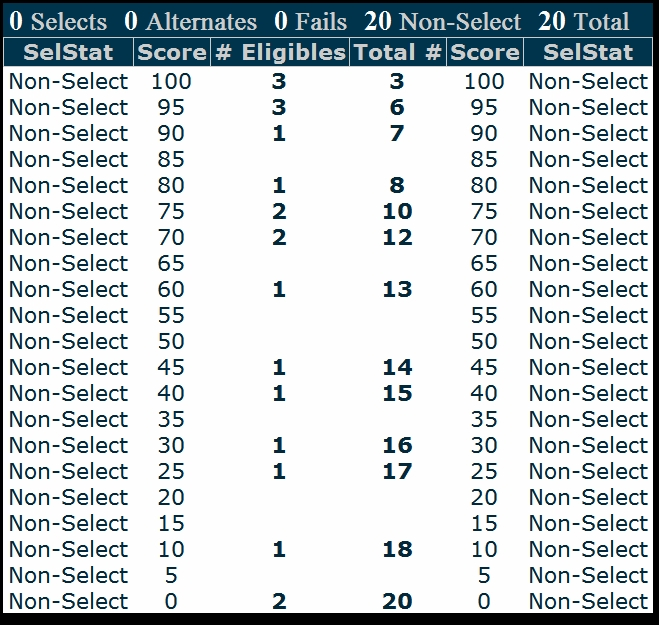 0 Selects 0 Alternates 0 Fails 20 Non-Select 20 Total
SelStat Score # Eligibles Total # Score SelStat
Non-Select 100 3 3 100 Non-Select
Non-Select 95 3 6 95 Non-Select
Non-Select 90 1 7 90 Non-Select
Non-Select 85 85 Non-Select
Non-Select 80 1 8 80 Non-Select
Non-Select 75 2 10 75 Non-Select
Non-Select 70 2 12 70 Non-Select
Non-Select 65 65 Non-Select
Non-Select 60 1 13 60 Non-Select
Non-Select 55 55 Non-Select
Non-Select 50 50 Non-Select
Non-Select 45 1 14 45 Non-Select
Non-Select 40 1 15 40 Non-Select
Non-Select 35 35 Non-Select
Non-Select 30 1 16 30 Non-Select
Non-Select 25 1 17 25 Non-Select
Non-Select 20 20 Non-Select
Non-Select 15 15 Non-Select
Non-Select 10 1 18 10 Non-Select
Non-Select 5 5 Non-Select
Non-Select 0 2 20 0 Non-Select